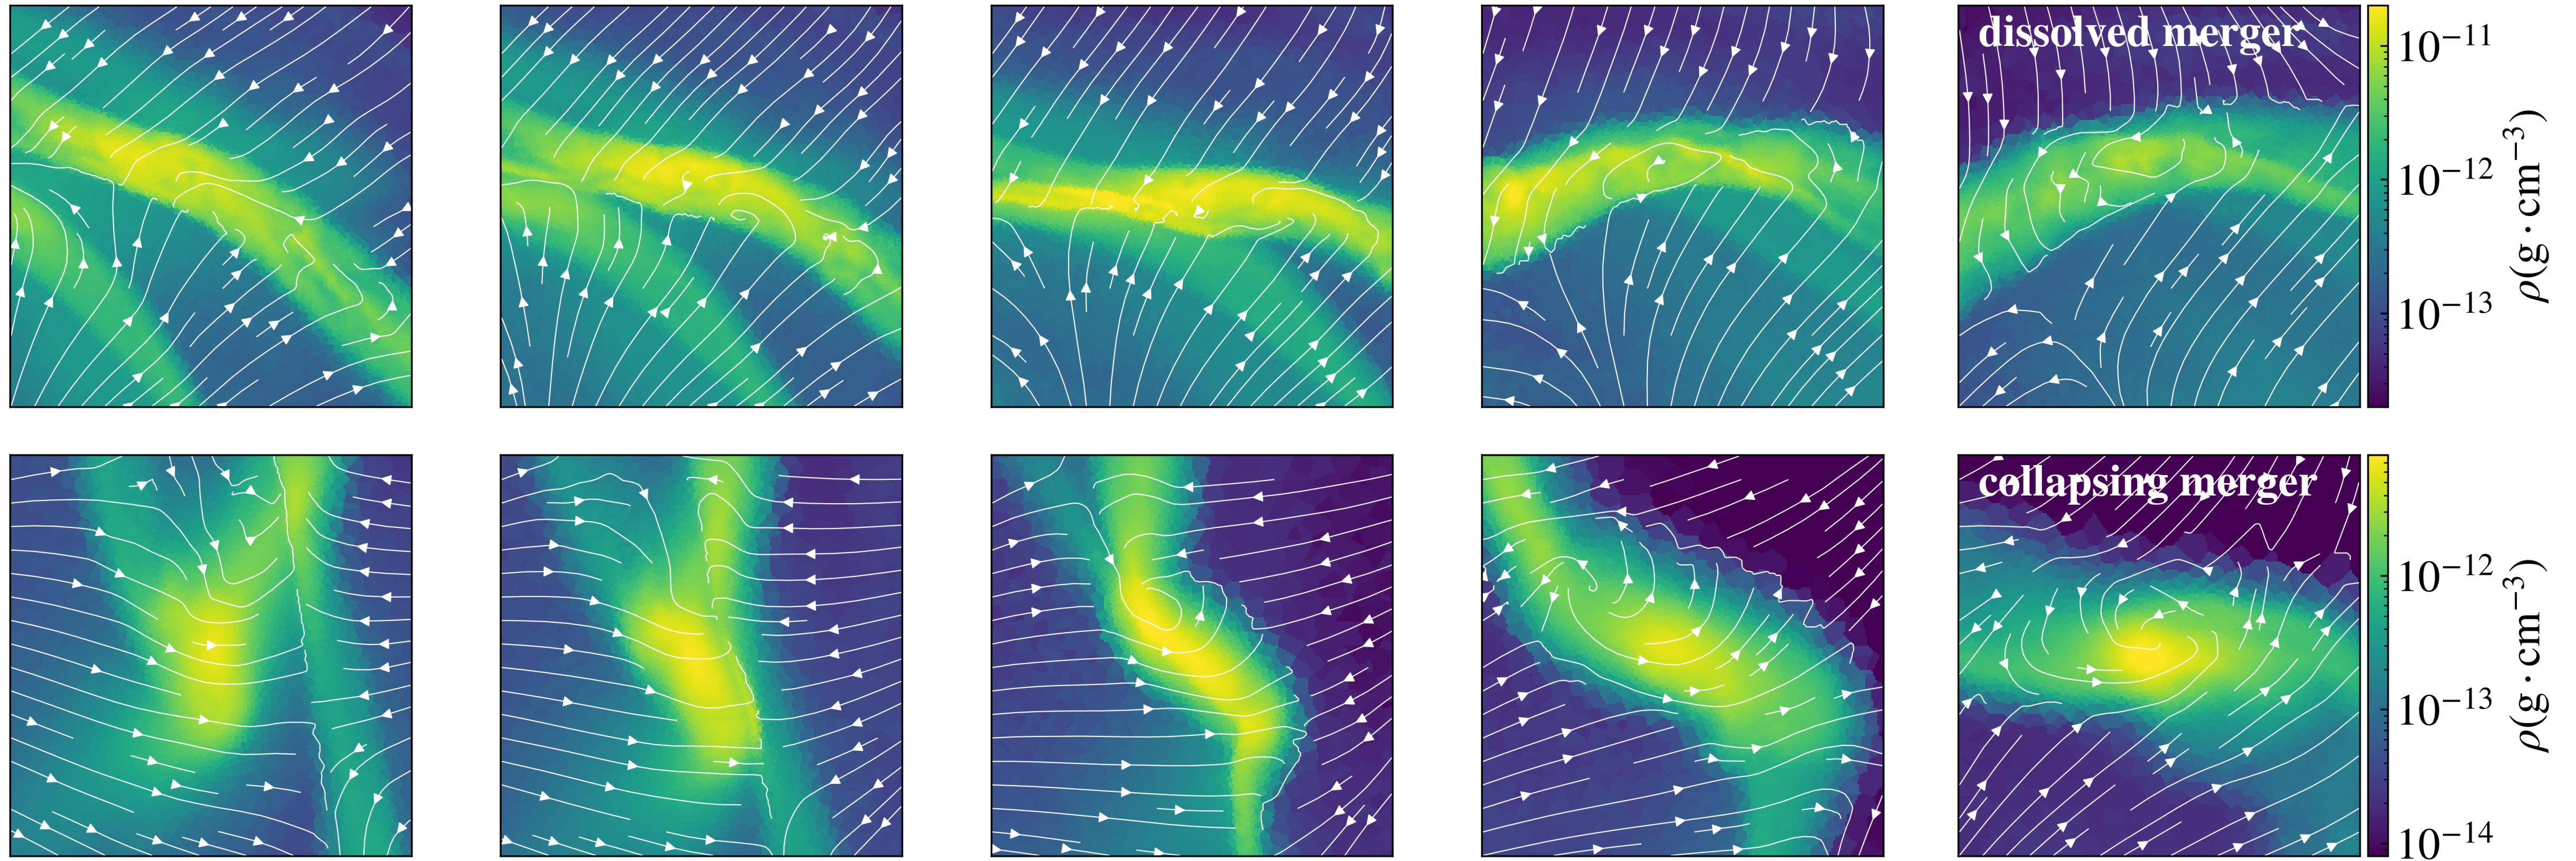 dissolved merger
10⁻¹¹
10⁻¹²
10⁻¹³
ρ(g · cm⁻³)
collapsing merger
10⁻¹²
10⁻¹³
10⁻¹⁴
ρ(g · cm⁻³)